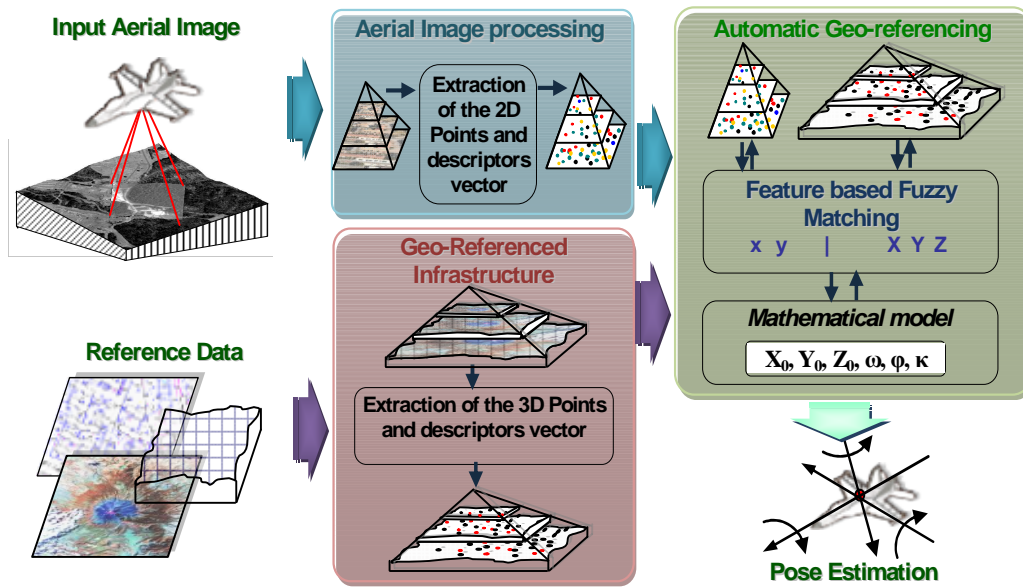 Input Aerial Image
Aerial Image processing
Extraction
of the 2D
Points and
descriptors
vector
Automatic Geo-referencing
Feature based Fuzzy
Matching
x y | X Y Z
Mathematical model
X₀, Y₀, Z₀, ω, φ, κ
Reference Data
Geo-Referenced
Infrastructure
Extraction of the 3D Points
and descriptors vector
Pose Estimation